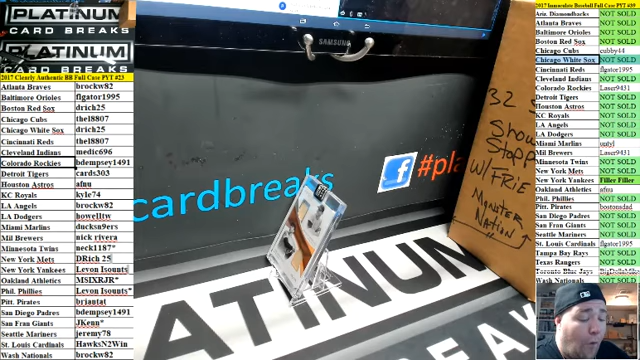 PLATINUM
CARD BREAKS
PLATINUM
CARD BREAKS
2017 Clearly Authentic BB Full Case PYT #23
Atlanta Braves brockw82
Baltimore Orioles flgator1995
Boston Red Sox drich25
Chicago Cubs thel8807
Chicago White Sox drich25
Cincinnati Reds thel8807
Cleveland Indians medic696
Colorado Rockies bdempsey1491
Detroit Tigers cards303
Houston Astros afnu
KC Royals kyle74
LA Angels brockw82
LA Dodgers howelltw
Miami Marlins ducksn9ers
Mil Brewers nick rivera
Minnesota Twins neck1187*
New York Mets DRich 25
New York Yankees Levon Isounts
Oakland Athletics MSIXRJR*
Phil. Phillies Levon Isounts*
Pitt. Pirates briantat
San Diego Padres bdempsey1491
San Fran Giants JKenn*
Seattle Mariners jeremy78
St. Louis Cardinals HawksN2Win
Wash Nationals brockw82
SAMSUNG
cardbreaks
f #pla
PLATINUM
BREA
32
Show
Stopp
W/ FRIE
MONSTER
NATION
2017 Immaculate Baseball Full Case PYT #39
Ariz. Diamondbacks NOT SOLD
Atlanta Braves NOT SOLD
Baltimore Orioles NOT SOLD
Boston Red Sox NOT SOLD
Chicago Cubs cubby44
Chicago White Sox NOT SOLD
Cincinnati Reds flgator1995
Cleveland Indians NOT SOLD
Colorado Rockies Laser9431
Detroit Tigers NOT SOLD
Houston Astros NOT SOLD
KC Royals NOT SOLD
LA Angels NOT SOLD
LA Dodgers NOT SOLD
Miami Marlins
Mil Brewers Laser9431
Minnesota Twins NOT SOLD
New York Mets NOT SOLD
New York Yankees Filler Filler
Oakland Athletics afnu
Phil. Phillies NOT SOLD
Pitt. Pirates bostonsdad
San Diego Padres NOT SOLD
San Fran Giants NOT SOLD
Seattle Mariners NOT SOLD
St. Louis Cardinals flgator1995
Tampa Bay Rays NOT SOLD
Texas Rangers NOT SOLD
Toronto Blue Jays
Wash Nationals NOT SOLD